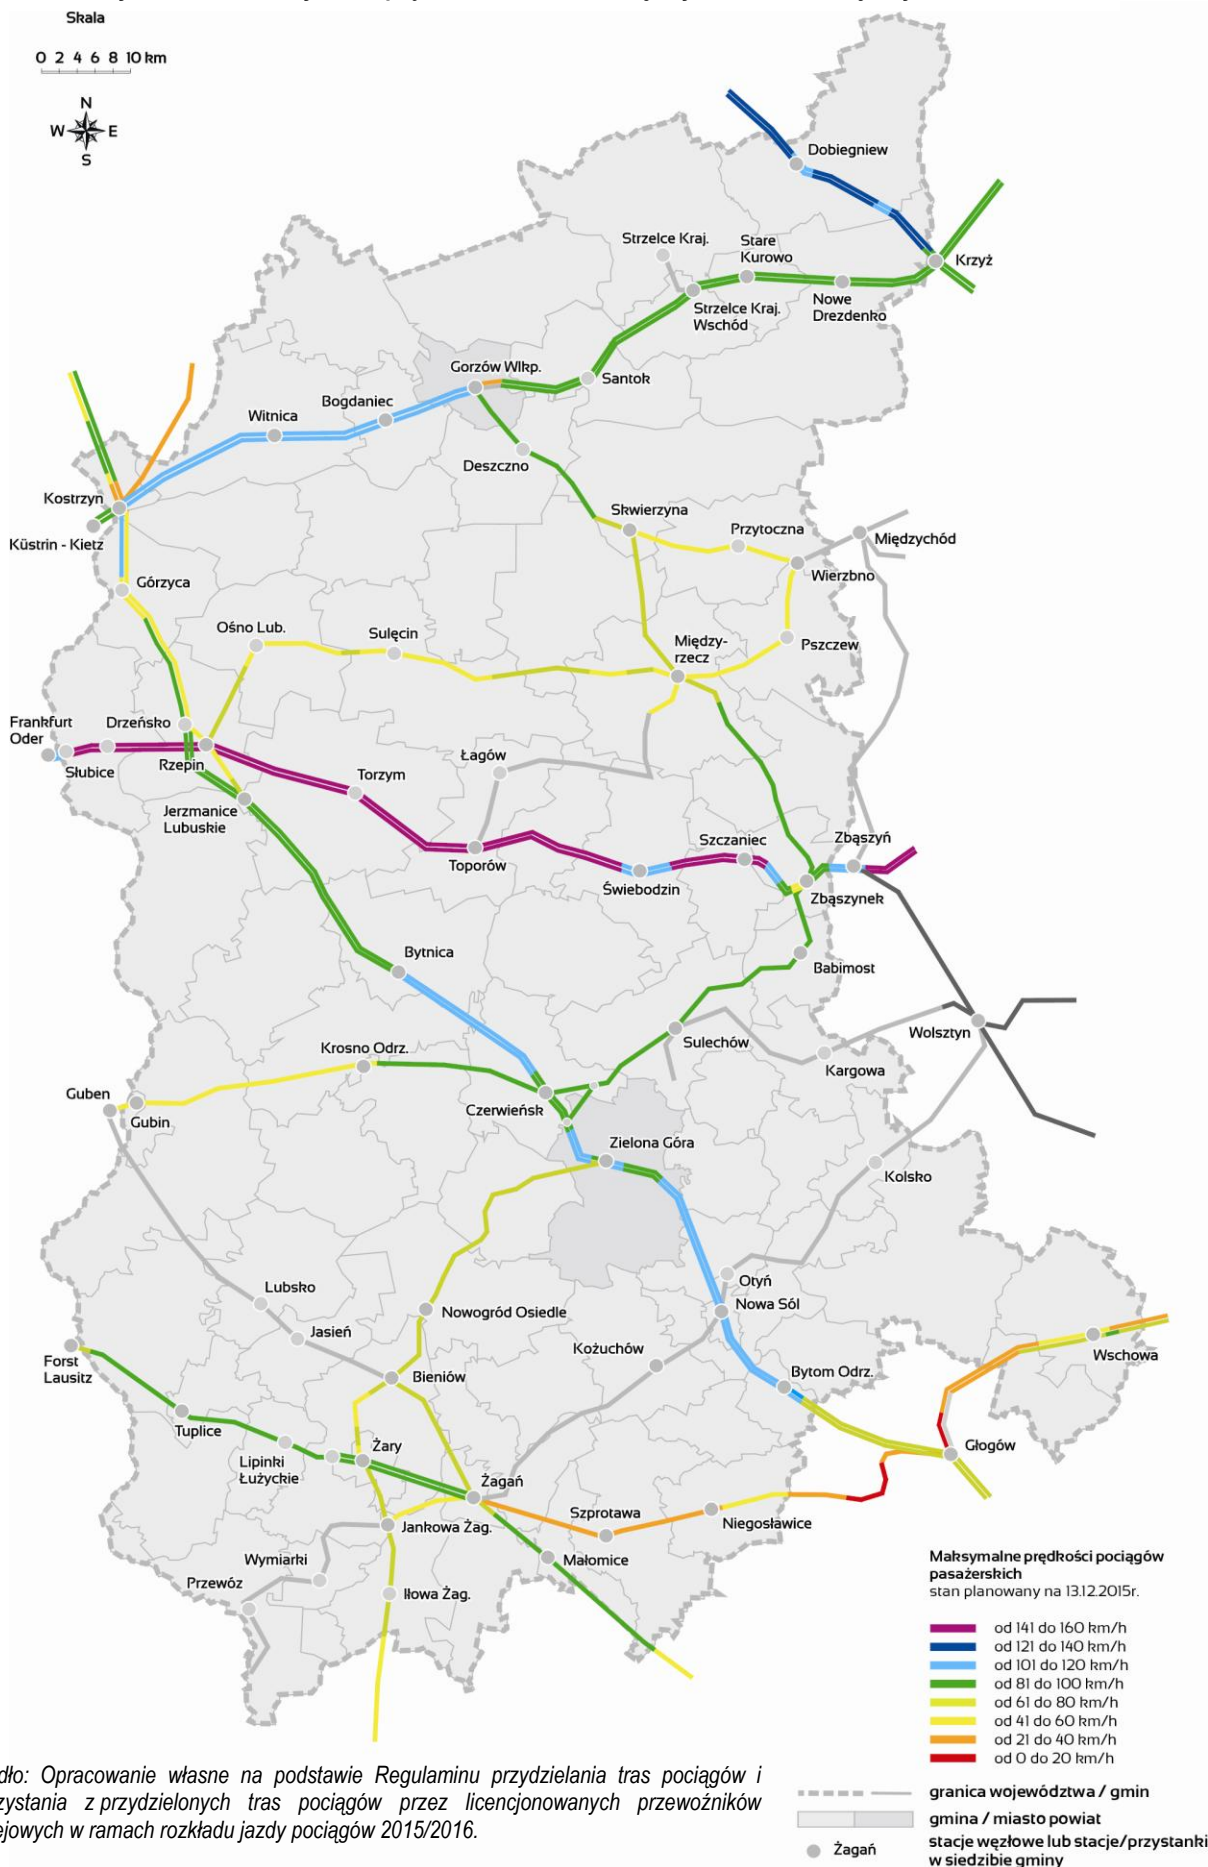 Skala
0 2 4 6 8 10 km
N
W E
S
Dobiegniew
Strzelce Kraj.
Stare
Kurowo
Krzyż
Strzelce Kraj.
Wschód
Nowe
Drezdenko
Gorzów Wlkp.
Santok
Bogdaniec
Witnica
Deszczno
Kostrzyn
Skwierzyna
Przytoczna
Międzychód
Küstrin - Kietz
Wierzbno
Górzyca
Ośno Lub.
Sulęcin
Między-
rzecz
Pszczew
Frankfurt
Oder
Drzeńsko
Słubice
Rzepin
Łagów
Torzym
Jerzmanice
Lubuskie
Toporów
Szczaniec
Zbąszyń
Świebodzin
Zbąszynek
Bytnica
Babimost
Krosno Odrz.
Sulechów
Wolsztyn
Kargowa
Guben
Gubin
Czerwieńsk
Zielona Góra
Kolsko
Lubsko
Otyń
Nowogród Osiedle
Nowa Sól
Jasień
Kożuchów
Forst
Lausitz
Bieniów
Bytom Odrz.
Wschowa
Tuplice
Żary
Głogów
Lipinki
Łużyckie
Żagań
Szprotawa
Jankowa Żag.
Niegosławice
Wymiarki
Małomice
Przewóz
Iłowa Żag.
Maksymalne prędkości pociągów
pasażerskich
stan planowany na 13.12.2015r.
od 141 do 160 km/h
od 121 do 140 km/h
od 101 do 120 km/h
od 81 do 100 km/h
od 61 do 80 km/h
od 41 do 60 km/h
od 21 do 40 km/h
od 0 do 20 km/h
granica województwa / gmin
gmina / miasto powiat
Żagań
stacje węzłowe lub stacje/przystanki
w siedzibie gminy
dło: Opracowanie własne na podstawie Regulaminu przydzielania tras pociągów i
zystania z przydzielonych tras pociągów przez licencjonowanych przewoźników
ejowych w ramach rozkładu jazdy pociągów 2015/2016.